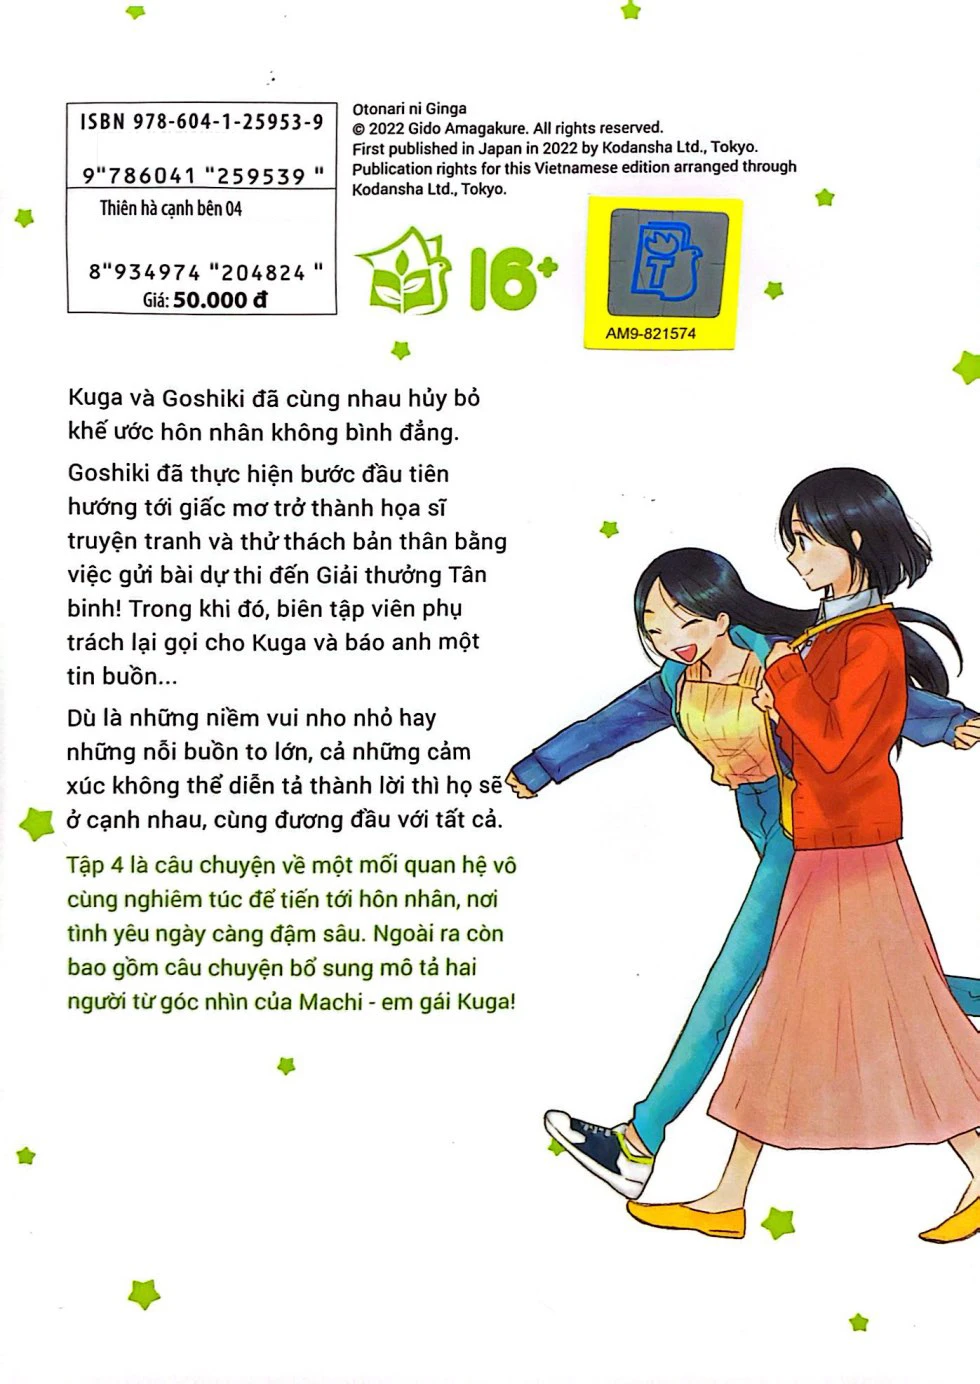 ISBN 978-604-1-25953-9
9"786041 "259539 "
Thiên hà cạnh bên 04
8"934974 "204824 "
Giá: 50.000 đ
Otonari ni Ginga
© 2022 Gido Amagakure. All rights reserved.
First published in Japan in 2022 by Kodansha Ltd., Tokyo.
Publication rights for this Vietnamese edition arranged through
Kodansha Ltd., Tokyo.
16+
T
AM9-821574
Kuga và Goshiki đã cùng nhau hủy bỏ
khế ước hôn nhân không bình đẳng.
Goshiki đã thực hiện bước đầu tiên
hướng tới giấc mơ trở thành họa sĩ
truyện tranh và thử thách bản thân bằng
việc gửi bài dự thi đến Giải thưởng Tân
binh! Trong khi đó, biên tập viên phụ
trách lại gọi cho Kuga và báo anh một
tin buồn...
Dù là những niềm vui nho nhỏ hay
những nỗi buồn to lớn, cả những cảm
xúc không thể diễn tả thành lời thì họ sẽ
ở cạnh nhau, cùng đương đầu với tất cả.
Tập 4 là câu chuyện về một mối quan hệ vô
cùng nghiêm túc để tiến tới hôn nhân, nơi
tình yêu ngày càng đậm sâu. Ngoài ra còn
bao gồm câu chuyện bổ sung mô tả hai
người từ góc nhìn của Machi - em gái Kuga!